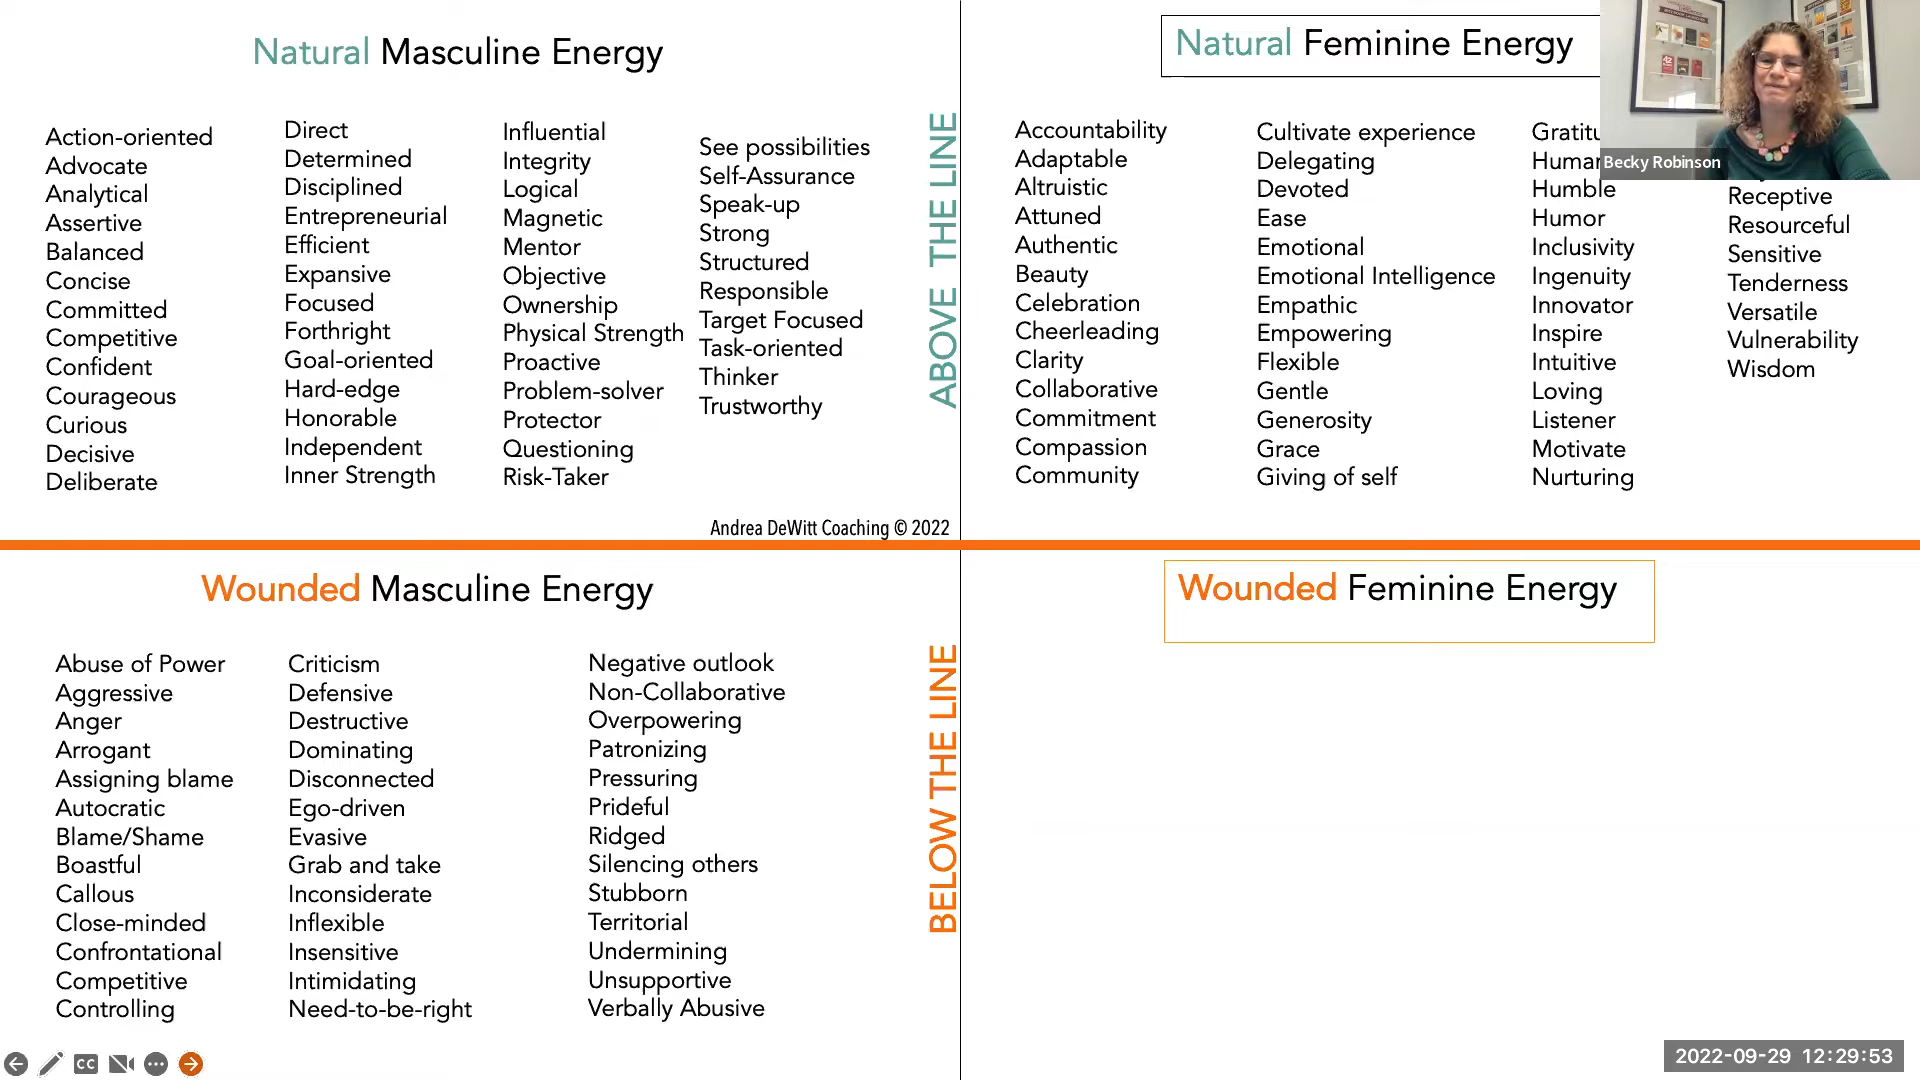 Natural Masculine Energy
Action-oriented
Advocate
Analytical
Assertive
Balanced
Concise
Committed
Competitive
Confident
Courageous
Curious
Decisive
Deliberate
Direct
Determined
Disciplined
Entrepreneurial
Efficient
Expansive
Focused
Forthright
Goal-oriented
Hard-edge
Honorable
Independent
Inner Strength
Influential
Integrity
Logical
Magnetic
Mentor
Objective
Ownership
Physical Strength
Proactive
Problem-solver
Protector
Questioning
Risk-Taker
See possibilities
Self-Assurance
Speak-up
Strong
Structured
Responsible
Target Focused
Task-oriented
Thinker
Trustworthy
Andrea DeWitt Coaching © 2022
ABOVE THE LINE
Natural Feminine Energy
Accountability
Adaptable
Altruistic
Attuned
Authentic
Beauty
Celebration
Cheerleading
Clarity
Collaborative
Commitment
Compassion
Community
Cultivate experience
Delegating
Devoted
Ease
Emotional
Emotional Intelligence
Empathic
Empowering
Flexible
Gentle
Generosity
Grace
Giving of self
Humble
Humor
Inclusivity
Ingenuity
Innovator
Inspire
Intuitive
Loving
Listener
Motivate
Nurturing
Receptive
Resourceful
Sensitive
Tenderness
Versatile
Vulnerability
Wisdom
Becky Robinson
Wounded Masculine Energy
Abuse of Power
Aggressive
Anger
Arrogant
Assigning blame
Autocratic
Blame/Shame
Boastful
Callous
Close-minded
Confrontational
Competitive
Controlling
Criticism
Defensive
Destructive
Dominating
Disconnected
Ego-driven
Evasive
Grab and take
Inconsiderate
Inflexible
Insensitive
Intimidating
Need-to-be-right
Negative outlook
Non-Collaborative
Overpowering
Patronizing
Pressuring
Prideful
Ridged
Silencing others
Stubborn
Territorial
Undermining
Unsupportive
Verbally Abusive
BELOW THE LINE
Wounded Feminine Energy
CC
2022-09-29 12:29:53